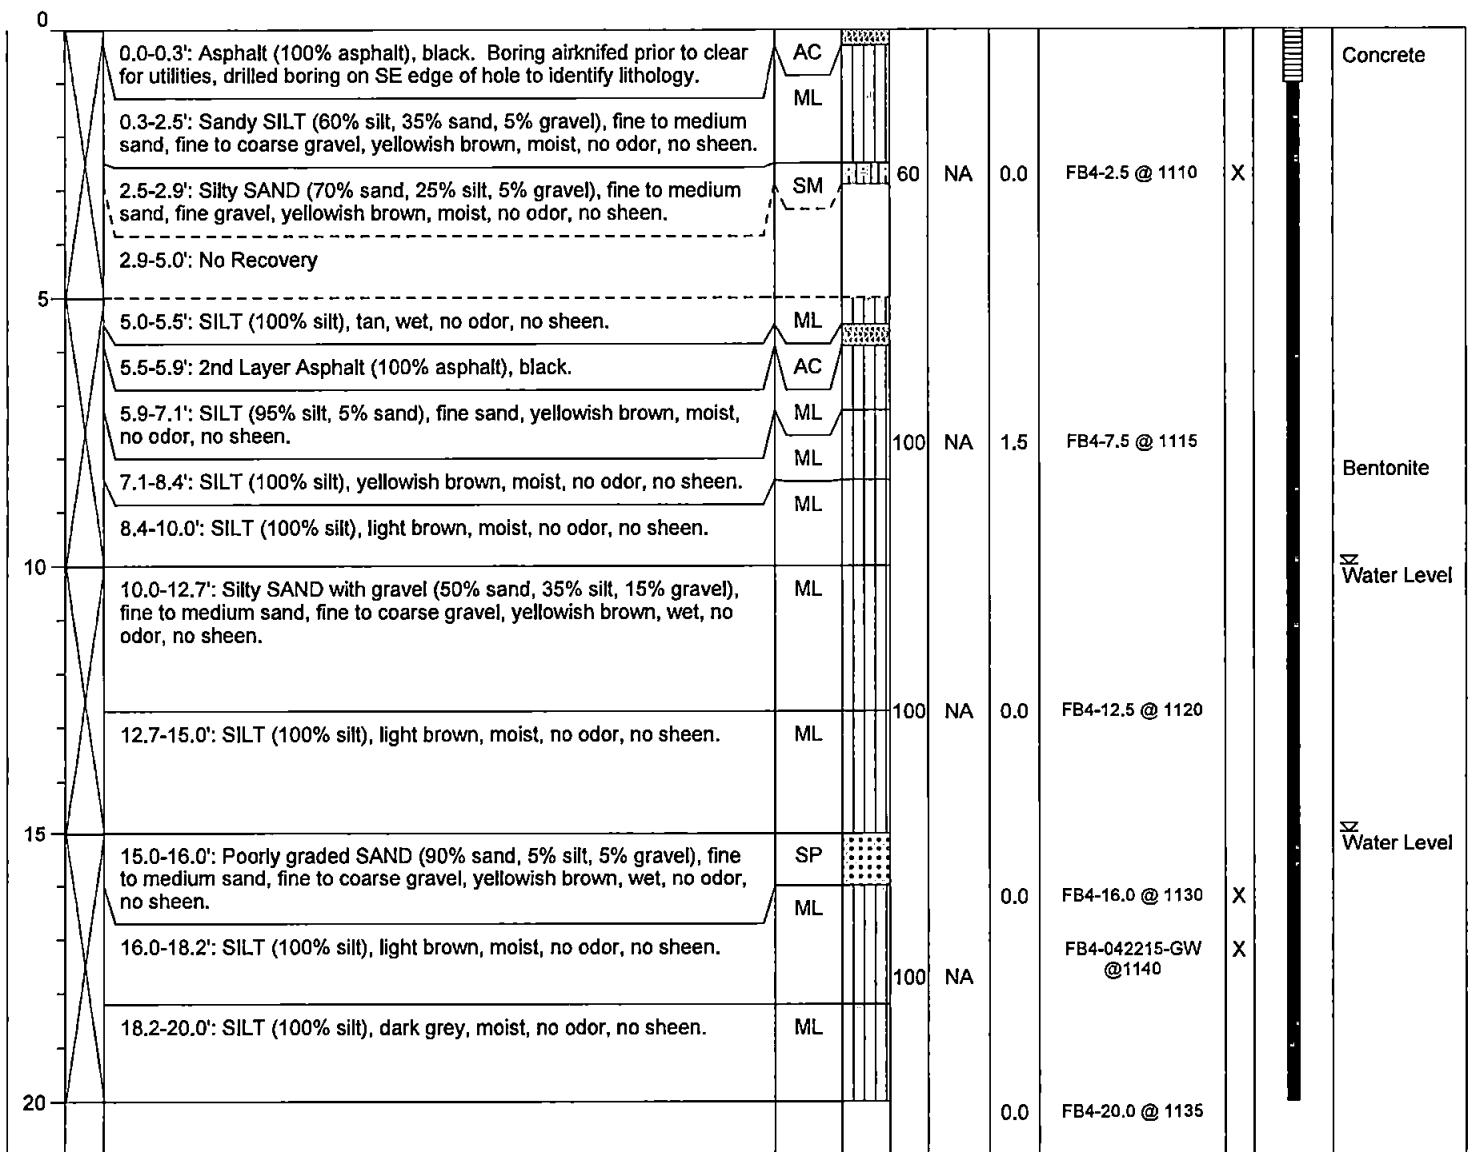 0
0.0-0.3': Asphalt (100% asphalt), black. Boring airknifed prior to clear
for utilities, drilled boring on SE edge of hole to identify lithology.
AC
Concrete
ML
0.3-2.5': Sandy SILT (60% silt, 35% sand, 5% gravel), fine to medium
sand, fine to coarse gravel, yellowish brown, moist, no odor, no sheen.
2.5-2.9': Silty SAND (70% sand, 25% silt, 5% gravel), fine to medium
sand, fine gravel, yellowish brown, moist, no odor, no sheen.
SM
60 NA 0.0 FB4-2.5 @ 1110 X
2.9-5.0': No Recovery
5
5.0-5.5': SILT (100% silt), tan, wet, no odor, no sheen.
ML
5.5-5.9': 2nd Layer Asphalt (100% asphalt), black.
AC
5.9-7.1': SILT (95% silt, 5% sand), fine sand, yellowish brown, moist,
no odor, no sheen.
ML
100 NA 1.5 FB4-7.5 @ 1115
ML
Bentonite
7.1-8.4': SILT (100% silt), yellowish brown, moist, no odor, no sheen.
ML
8.4-10.0': SILT (100% silt), light brown, moist, no odor, no sheen.
10
Water Level
10.0-12.7': Silty SAND with gravel (50% sand, 35% silt, 15% gravel),
fine to medium sand, fine to coarse gravel, yellowish brown, wet, no
odor, no sheen.
ML
100 NA 0.0 FB4-12.5 @ 1120
12.7-15.0': SILT (100% silt), light brown, moist, no odor, no sheen.
ML
15
Water Level
15.0-16.0': Poorly graded SAND (90% sand, 5% silt, 5% gravel), fine
to medium sand, fine to coarse gravel, yellowish brown, wet, no odor,
no sheen.
SP
0.0 FB4-16.0 @ 1130 X
ML
16.0-18.2': SILT (100% silt), light brown, moist, no odor, no sheen.
FB4-042215-GW X
@1140
100 NA
18.2-20.0': SILT (100% silt), dark grey, moist, no odor, no sheen.
ML
20
0.0 FB4-20.0 @ 1135